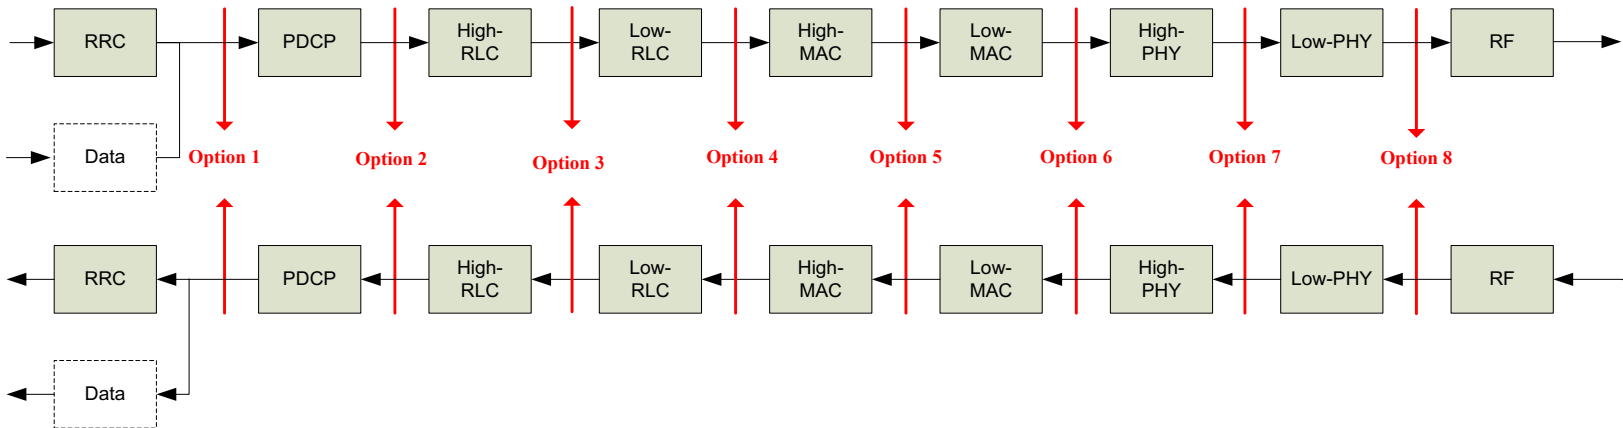 RRC
PDCP
High-
RLC
Low-
RLC
High-
MAC
Low-
MAC
High-
PHY
Low-PHY
RF
Data
Option 1
Option 2
Option 3
Option 4
Option 5
Option 6
Option 7
Option 8
RRC
PDCP
High-
RLC
Low-
RLC
High-
MAC
Low-
MAC
High-
PHY
Low-PHY
RF
Data